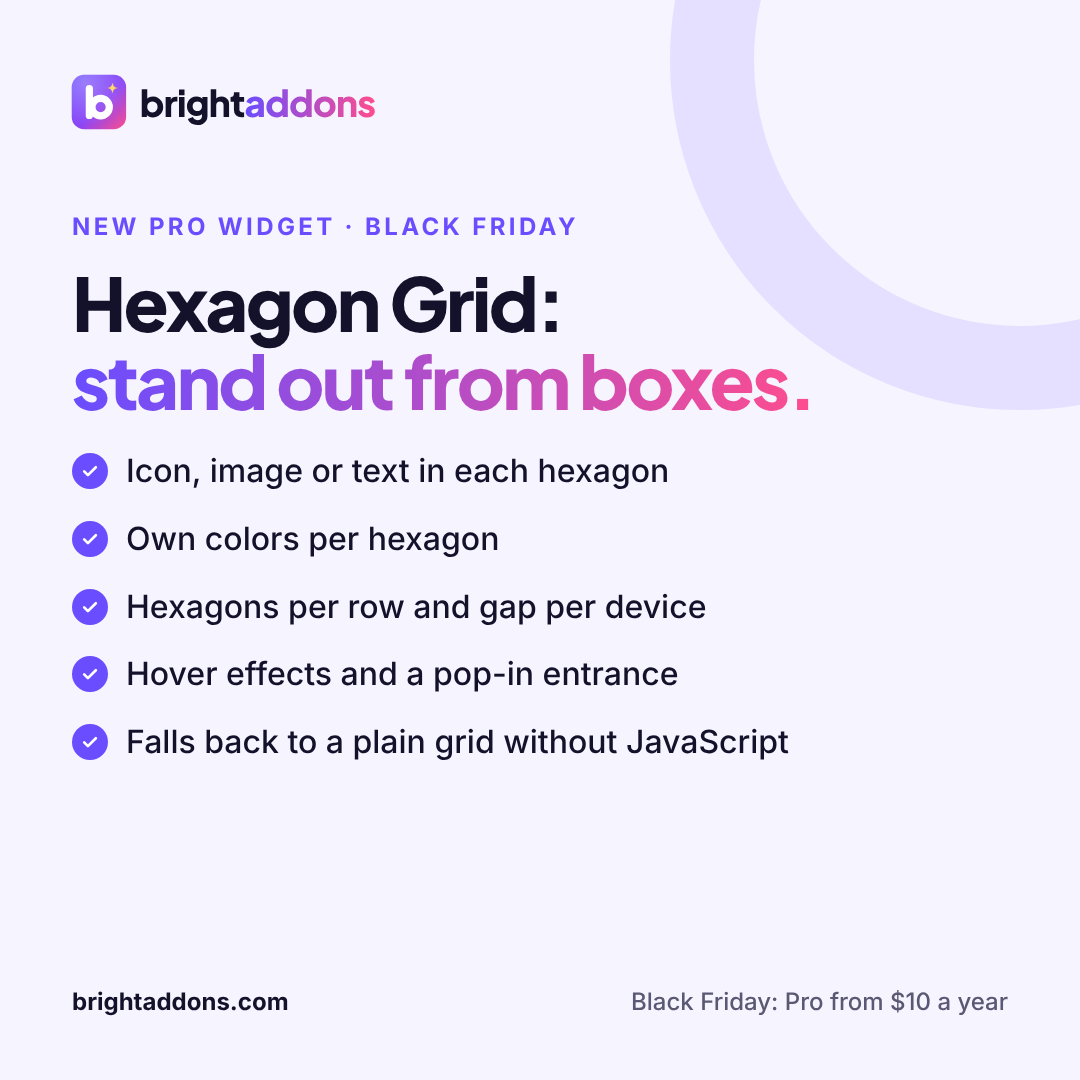 brightaddons
NEW PRO WIDGET · BLACK FRIDAY
Hexagon Grid:
stand out from boxes.
Icon, image or text in each hexagon
Own colors per hexagon
Hexagons per row and gap per device
Hover effects and a pop-in entrance
Falls back to a plain grid without JavaScript
brightaddons.com
Black Friday: Pro from $10 a year